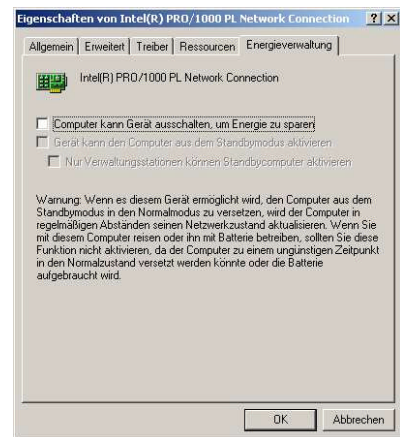 Eigenschaften von Intel(R) PRO/1000 PL Network Connection
Allgemein Erweitert Treiber Ressourcen Energieverwaltung
Intel(R) PRO/1000 PL Network Connection
Computer kann Gerät ausschalten, um Energie zu sparen
Gerät kann den Computer aus dem Standbymodus aktivieren
Nur Verwaltungsstationen können Standbycomputer aktivieren
Warnung: Wenn es diesem Gerät ermöglicht wird, den Computer aus dem
Standbymodus in den Normalmodus zu versetzen, wird der Computer in
regelmäßigen Abständen seinen Netzwerkzustand aktualisieren. Wenn Sie
mit diesem Computer reisen oder ihn mit Batterie betreiben, sollten Sie diese
Funktion nicht aktivieren, da der Computer zu einem ungünstigen Zeitpunkt
in den Normalzustand versetzt werden könnte oder die Batterie
aufgebraucht wird.
OK Abbrechen